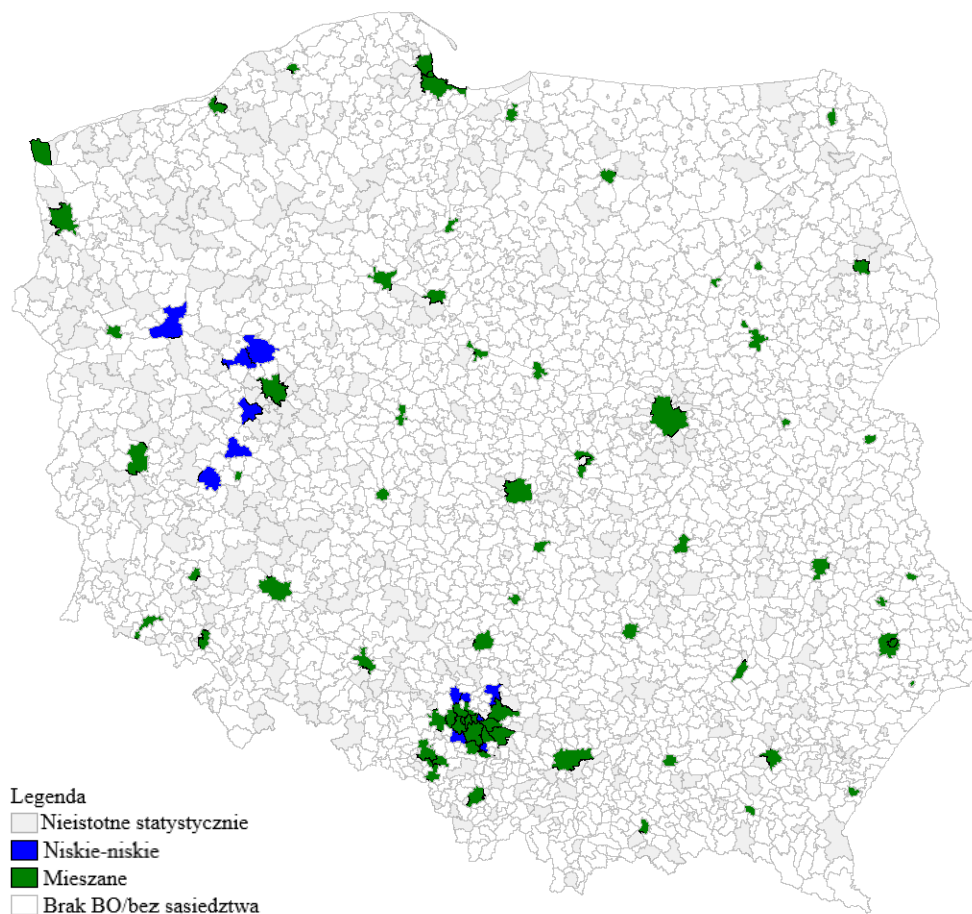 Legenda
Nieistotne statystycznie
Niskie-niskie
Mieszane
Brak BO/bez sasiedztwa